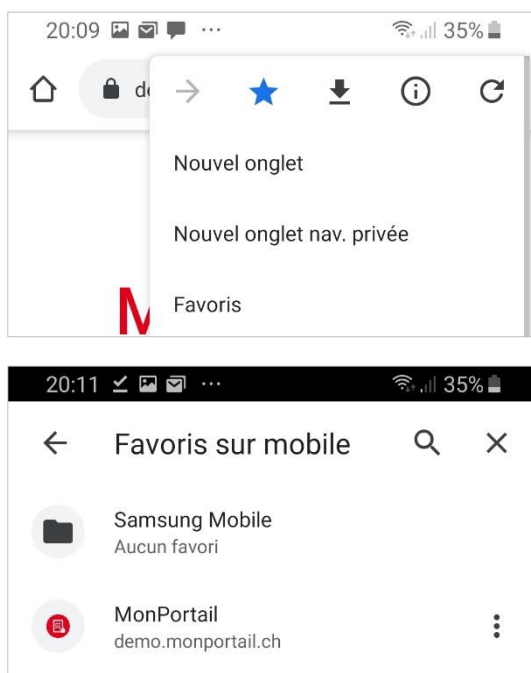 20:09 ... 35%
de
Nouvel onglet
Nouvel onglet nav. privée
M
Favoris
20:11 ... 35%
Favoris sur mobile
Samsung Mobile
Aucun favori
MonPortail
demo.monportail.ch